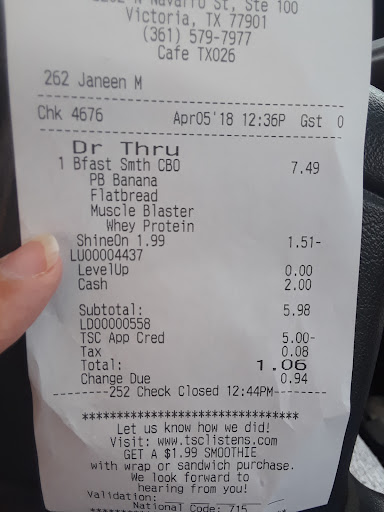 N Navarro St, Ste 100
Victoria, TX 77901
(361) 579-7977
Cafe TX026
262 Janeen M
Chk 4676 Apr05'18 12:36P Gst 0
Dr Thru
1 Bfast Smth CBO 7.49
PB Banana
Flatbread
Muscle Blaster
Whey Protein
ShineOn 1.99 1.51-
LU00004437
LevelUp 0.00
Cash 2.00
Subtotal: 5.98
LD00000558
TSC App Cred 5.00-
Tax 0.08
Total: 1.06
Change Due 0.94
--------252 Check Closed 12:44PM--------
********************************
Let us know how we did!
Visit: www.tsclistens.com
GET A $1.99 SMOOTHIE
with wrap or sandwich purchase.
We look forward to
hearing from you!
Validation:
National Code: 715